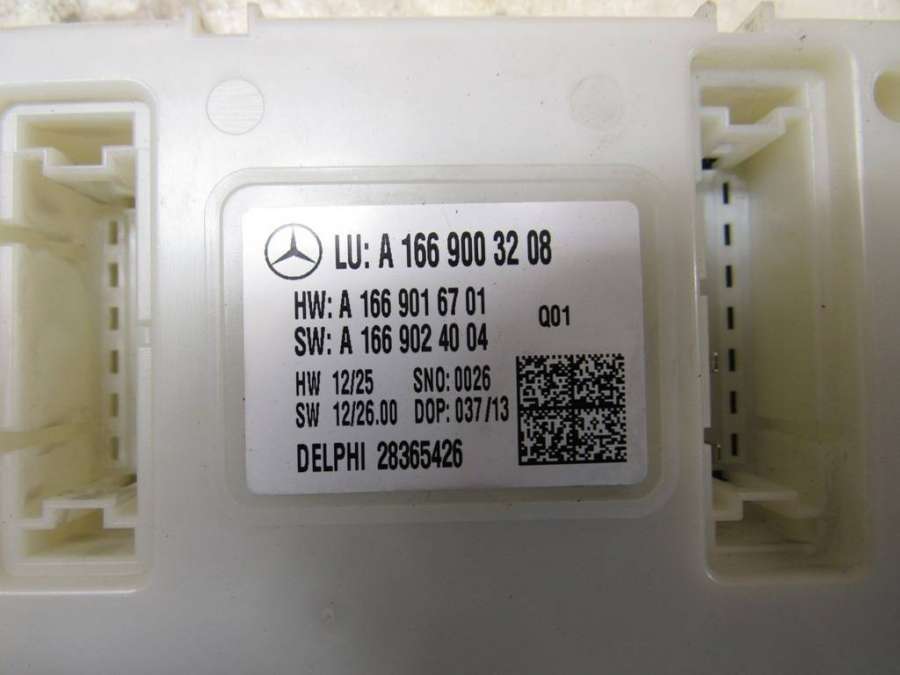 LU: A 166 900 32 08
HW: A 166 901 67 01
SW: A 166 902 40 04
Q01
HW 12/25 SNO: 0026
SW 12/26.00 DOP: 037/13
DELPHI 28365426